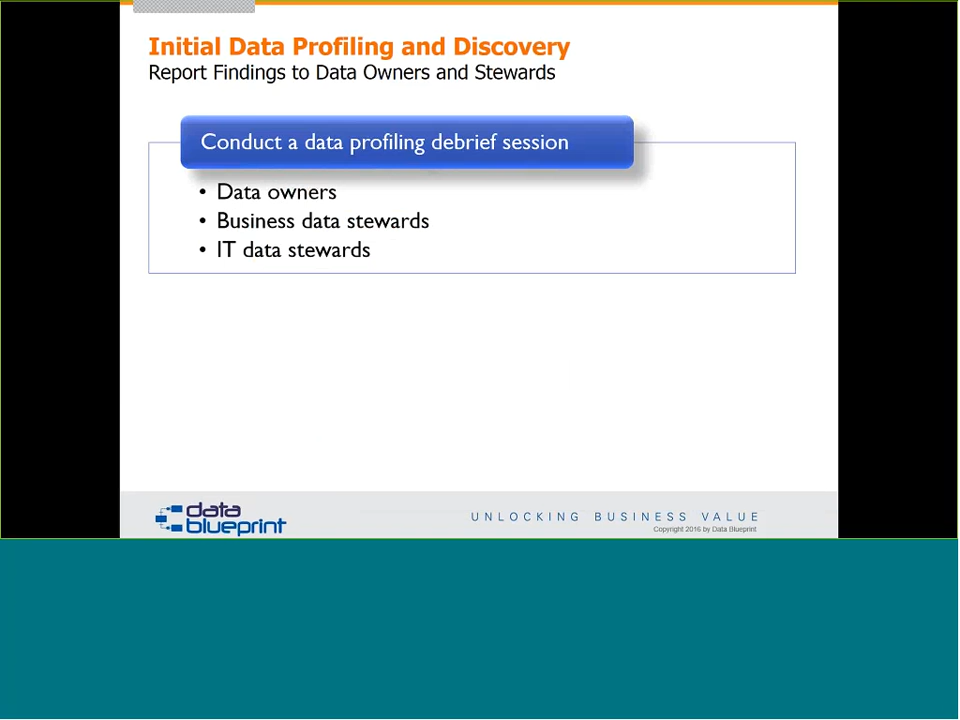 Initial Data Profiling and Discovery
Report Findings to Data Owners and Stewards
Conduct a data profiling debrief session
• Data owners
• Business data stewards
• IT data stewards
data
blueprint
UNLOCKING BUSINESS VALUE
Copyright 2016 by Data Blueprint